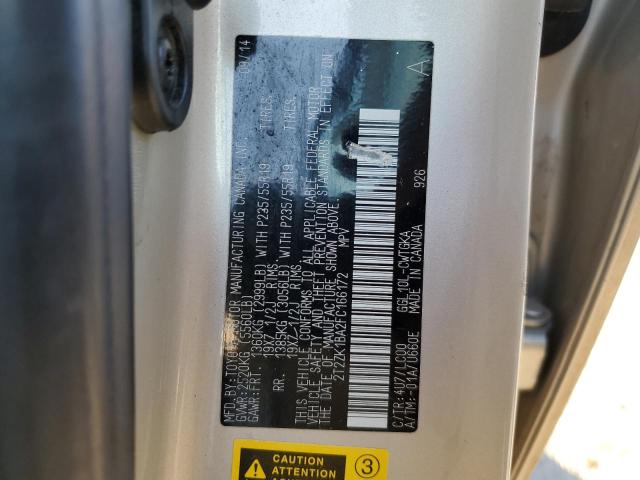 MFD. BY: TOYOTA MOTOR MANUFACTURING CANADA INC. 08/14
GVWR: 2520KG (5560LB)
GAWR: FRT. 1360KG (2999LB) WITH P235/55R19 TIRES,
19X7 1/2J RIMS
RR. 1385KG (3056LB) WITH P235/55R19 TIRES,
19X7 1/2J RIMS
THIS VEHICLE CONFORMS TO ALL APPLICABLE FEDERAL MOTOR
VEHICLE SAFETY AND THEFT PREVENTION STANDARDS IN EFFECT ON
THE DATE OF MANUFACTURE SHOWN ABOVE.
2T2ZK1BA2FC166172 MPV A
926
C/TR: 4U7/LC00 GGL10L-CWTGKA
A/TM: -01A/U660E MADE IN CANADA
CAUTION
ATTENTION
3